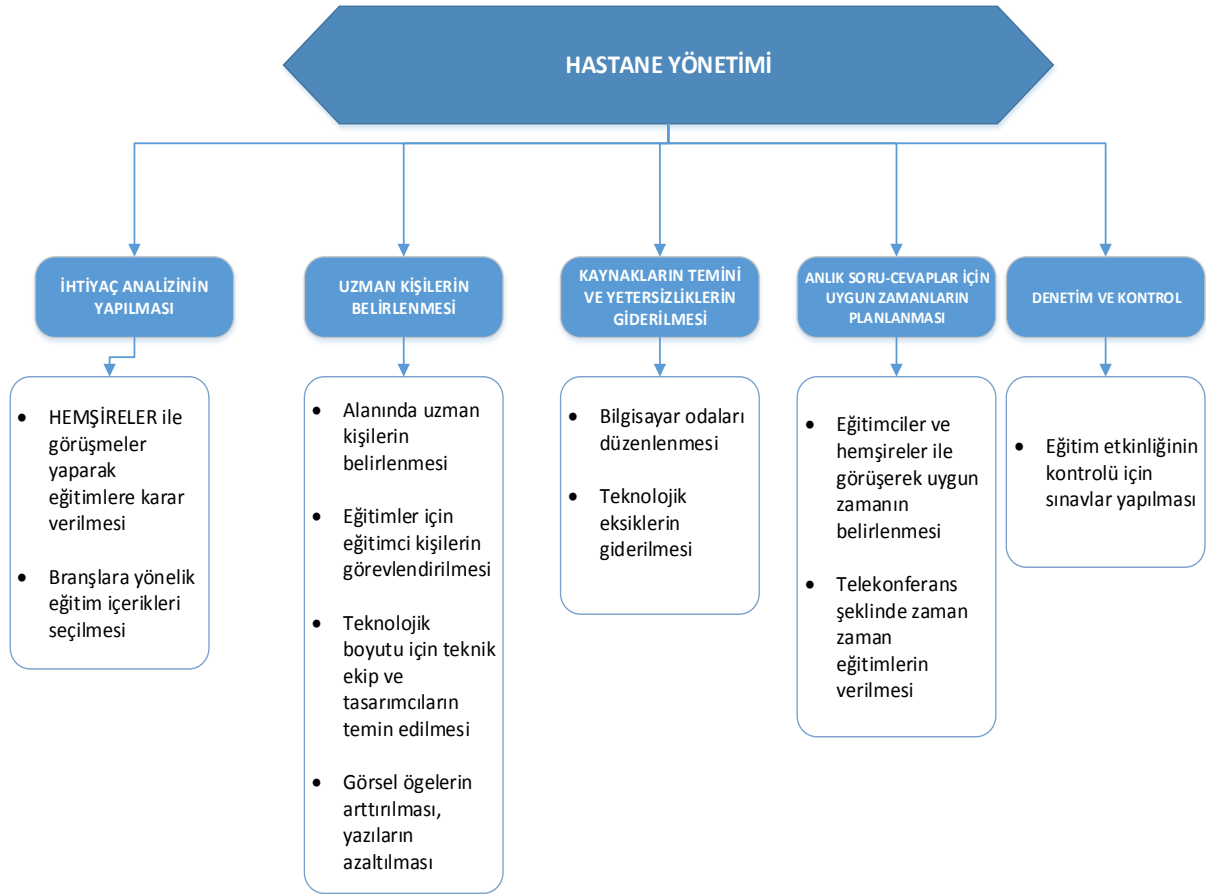 HASTANE YÖNETİMİ
İHTİYAÇ ANALİZİNİN
YAPILMASI
• HEMŞİRELER ile
görüşmeler
yaparak
eğitimlere karar
verilmesi
• Branşlara yönelik
eğitim içerikleri
seçilmesi
UZMAN KİŞİLERİN
BELİRLENMESİ
• Alanında uzman
kişilerin
belirlenmesi
• Eğitimler için
eğitimci kişilerin
görevlendirilmesi
• Teknolojik
boyutu için teknik
ekip ve
tasarımcıların
temin edilmesi
• Görsel ögelerin
arttırılması,
yazıların
azaltılması
KAYNAKLARIN TEMİNİ
VE YETERSİZLİKLERİN
GİDERİLMESİ
• Bilgisayar odaları
düzenlenmesi
• Teknolojik
eksiklerin
giderilmesi
ANLIK SORU-CEVAPLAR İÇİN
UYGUN ZAMANLARIN
PLANLANMASI
• Eğitimciler ve
hemşireler ile
görüşerek uygun
zamanın
belirlenmesi
• Telekonferans
şeklinde zaman
zaman
eğitimlerin
verilmesi
DENETİM VE KONTROL
• Eğitim etkinliğinin
kontrolü için
sınavlar yapılması